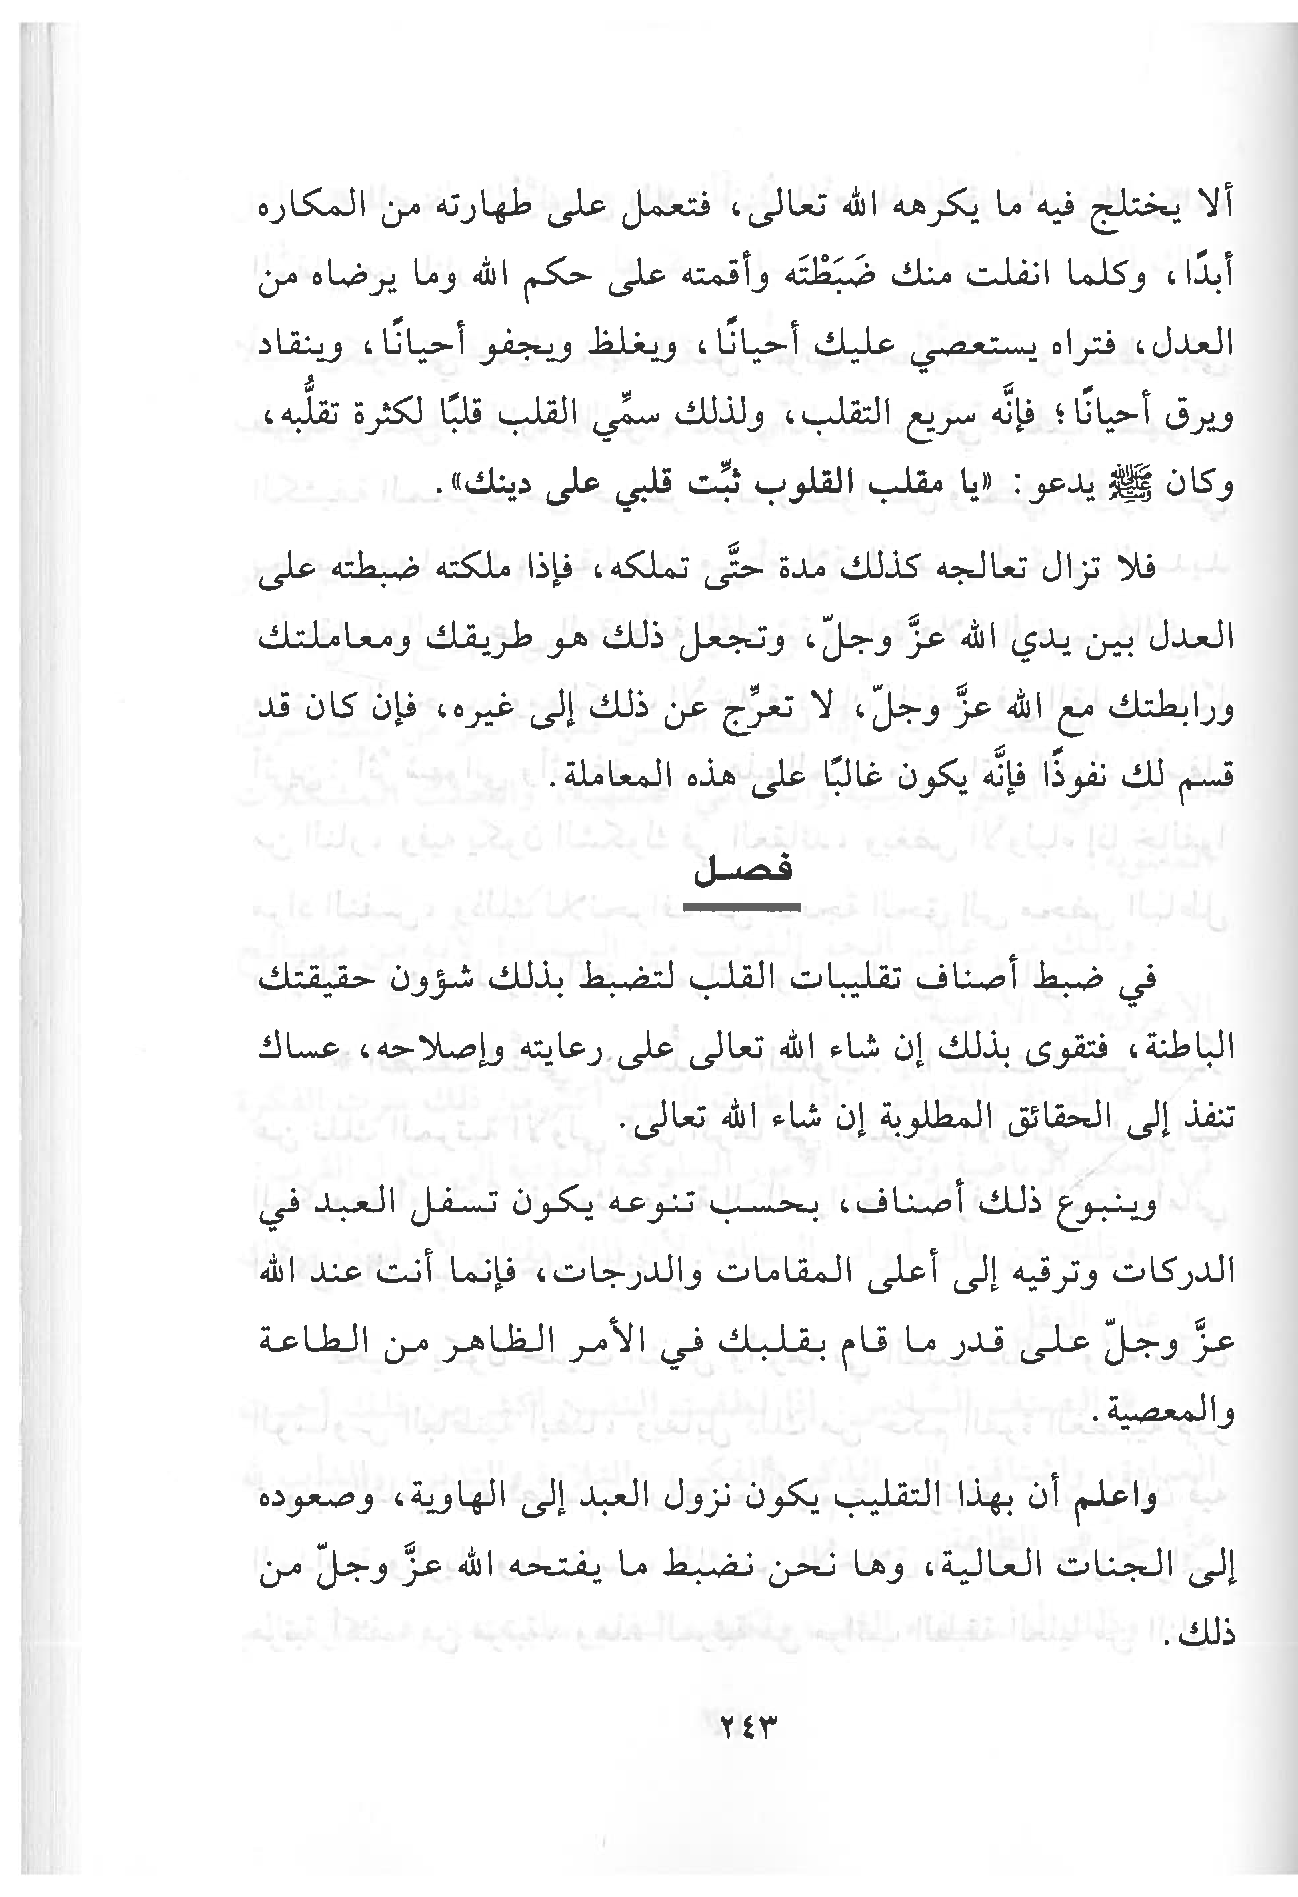 ألا يختلج فيه ما يكرهه الله تعالى، فتعمل على طهارته من المكاره
أبدًا، وكلما انفلت منك ضَبَطْتَه وأقمته على حكم الله وما يرضاه من
العدل، فتراه يستعصي عليك أحيانًا، ويغلظ ويجفو أحيانًا، وينقاد
ويرق أحيانًا؛ فإنَّه سريع التقلب، ولذلك سمِّي القلب قلبًا لكثرة تقلُّبه،
وكان ﷺ يدعو: «يا مقلب القلوب ثبِّت قلبي على دينك».
فلا تزال تعالجه كذلك مدة حتَّى تملكه، فإذا ملكته ضبطته على
العدل بين يدي الله عزَّ وجلّ، وتجعل ذلك هو طريقك ومعاملتك
ورابطتك مع الله عزَّ وجلّ، لا تعرِّج عن ذلك إلى غيره، فإن كان قد
قسم لك نفوذًا فإنَّه يكون غالبًا على هذه المعاملة.
فصل
في ضبط أصناف تقليبات القلب لتضبط بذلك شؤون حقيقتك
الباطنة، فتقوى بذلك إن شاء الله تعالى على رعايته وإصلاحه، عساك
تنفذ إلى الحقائق المطلوبة إن شاء الله تعالى.
وينبوع ذلك أصناف، بحسب تنوعه يكون تسفل العبد في
الدركات وترقيه إلى أعلى المقامات والدرجات، فإنما أنت عند الله
عزَّ وجلّ على قدر ما قام بقلبك في الأمر الظاهر من الطاعة
والمعصية.
واعلم أن بهذا التقليب يكون نزول العبد إلى الهاوية، وصعوده
إلى الجنات العالية، وها نحن نضبط ما يفتحه الله عزَّ وجلّ من
ذلك.
٢٤٣